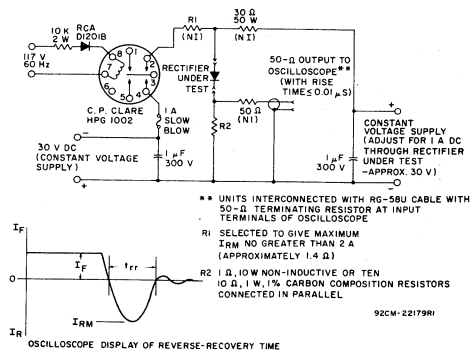 10 K
2 W
RCA
D1201B
117 V
60 Hz
8
1
7
2
6
3
5
4
C. P. CLARE
HPG 1002
R1
(NI)
30 Ω
50 W
(NI)
RECTIFIER
UNDER
TEST
50-Ω OUTPUT TO
OSCILLOSCOPE**
(WITH RISE
TIME ≤ 0.01 μS)
1 A
SLOW
BLOW
R2
50 Ω
(NI)
30 V DC
(CONSTANT VOLTAGE
SUPPLY)
−
+
1 μF
300 V
1 μF
300 V
+
−
CONSTANT
VOLTAGE SUPPLY
(ADJUST FOR 1 A DC
THROUGH RECTIFIER
UNDER TEST
-APPROX. 30 V)
** UNITS INTERCONNECTED WITH RG-58U CABLE WITH
50-Ω TERMINATING RESISTOR AT INPUT
TERMINALS OF OSCILLOSCOPE
R1 SELECTED TO GIVE MAXIMUM
IRM NO GREATER THAN 2 A
(APPROXIMATELY 1.4 Ω)
R2 1 Ω, 10 W NON-INDUCTIVE OR TEN
10 Ω, 1 W, 1% CARBON COMPOSITION RESISTORS
CONNECTED IN PARALLEL
92CM-22179R1
IF
IF
trr
0
IRM
IR
OSCILLOSCOPE DISPLAY OF REVERSE-RECOVERY TIME